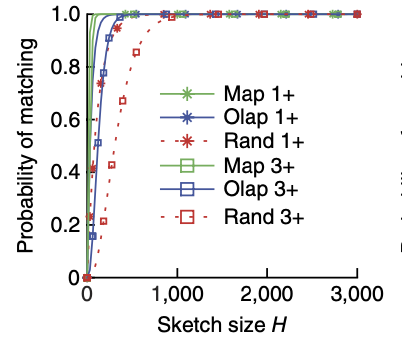 Probability of matching
1.0
0.8
0.6
0.4
0.2
0
0
1,000
2,000
3,000
Sketch size H
Map 1+
Olap 1+
Rand 1+
Map 3+
Olap 3+
Rand 3+